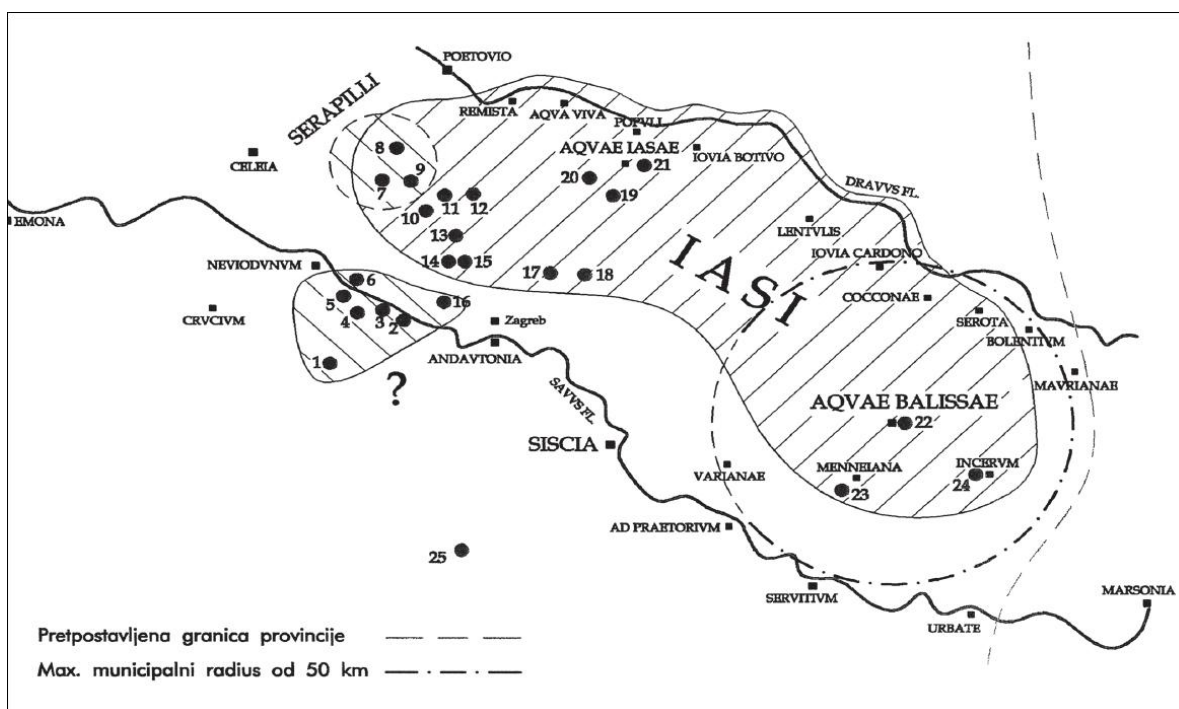 POETOVIO
SERAPILLI
REMISTA
AQVA VIVA
POPVLI
CELEIA
8
AQVAE IASAE
IOVIA BOTIVO
21
7
9
20
19
DRAVVS FL.
10
11
12
EMONA
13
LENTVLIS
IASI
NEVIODVNVM
14
15
17
18
IOVIA CARDONO
6
5
16
COCCONAE
CRVCIVM
4
3
2
Zagreb
SEROTA
BOLENTIVM
ANDAVTONIA
1
?
MAVRIANAE
SAVVS FL.
AQVAE BALISSAE
22
SISCIA
VARIANAE
MENNEIANA
INCERVM
23
24
AD PRAETORIVM
25
SERVITIVM
MARSONIA
URBATE
Pretpostavljena granica provincije
Max. municipalni radius od 50 km